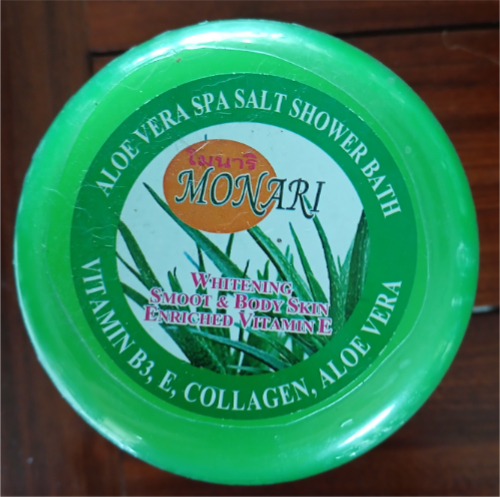 ALOE VERA SPA SALT SHOWER BATH
โมนาริ
MONARI
WHITENING
SMOOT & BODY SKIN
ENRICHED VITAMIN E
VITAMIN B3, E, COLLAGEN, ALOE VERA